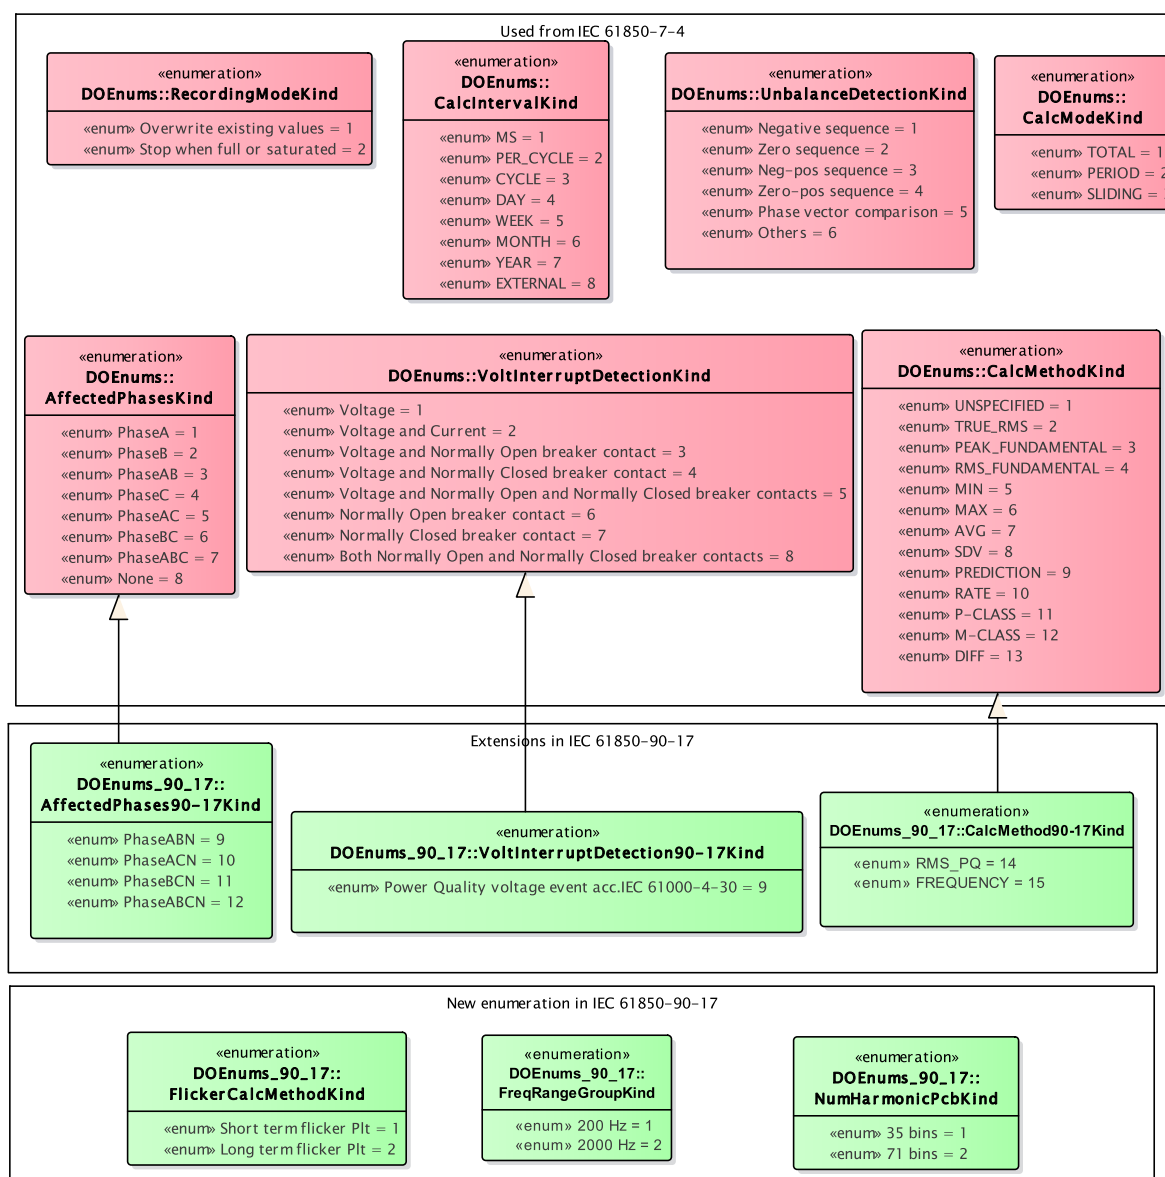 Used from IEC 61850-7-4
«enumeration»
DOEnums::RecordingModeKind
«enum» Overwrite existing values = 1
«enum» Stop when full or saturated = 2
«enumeration»
DOEnums::
CalcIntervalKind
«enum» MS = 1
«enum» PER_CYCLE = 2
«enum» CYCLE = 3
«enum» DAY = 4
«enum» WEEK = 5
«enum» MONTH = 6
«enum» YEAR = 7
«enum» EXTERNAL = 8
«enumeration»
DOEnums::UnbalanceDetectionKind
«enum» Negative sequence = 1
«enum» Zero sequence = 2
«enum» Neg-pos sequence = 3
«enum» Zero-pos sequence = 4
«enum» Phase vector comparison = 5
«enum» Others = 6
«enumeration»
DOEnums::
CalcModeKind
«enum» TOTAL = 1
«enum» PERIOD = 2
«enum» SLIDING =
«enumeration»
DOEnums::
AffectedPhasesKind
«enum» PhaseA = 1
«enum» PhaseB = 2
«enum» PhaseAB = 3
«enum» PhaseC = 4
«enum» PhaseAC = 5
«enum» PhaseBC = 6
«enum» PhaseABC = 7
«enum» None = 8
«enumeration»
DOEnums::VoltInterruptDetectionKind
«enum» Voltage = 1
«enum» Voltage and Current = 2
«enum» Voltage and Normally Open breaker contact = 3
«enum» Voltage and Normally Closed breaker contact = 4
«enum» Voltage and Normally Open and Normally Closed breaker contacts = 5
«enum» Normally Open breaker contact = 6
«enum» Normally Closed breaker contact = 7
«enum» Both Normally Open and Normally Closed breaker contacts = 8
«enumeration»
DOEnums::CalcMethodKind
«enum» UNSPECIFIED = 1
«enum» TRUE_RMS = 2
«enum» PEAK_FUNDAMENTAL = 3
«enum» RMS_FUNDAMENTAL = 4
«enum» MIN = 5
«enum» MAX = 6
«enum» AVG = 7
«enum» SDV = 8
«enum» PREDICTION = 9
«enum» RATE = 10
«enum» P-CLASS = 11
«enum» M-CLASS = 12
«enum» DIFF = 13
Extensions in IEC 61850-90-17
«enumeration»
DOEnums_90_17::
AffectedPhases90-17Kind
«enum» PhaseABN = 9
«enum» PhaseACN = 10
«enum» PhaseBCN = 11
«enum» PhaseABCN = 12
«enumeration»
DOEnums_90_17::VoltInterruptDetection90-17Kind
«enum» Power Quality voltage event acc.IEC 61000-4-30 = 9
«enumeration»
DOEnums_90_17::CalcMethod90-17Kind
«enum» RMS_PQ = 14
«enum» FREQUENCY = 15
New enumeration in IEC 61850-90-17
«enumeration»
DOEnums_90_17::
FlickerCalcMethodKind
«enum» Short term flicker Plt = 1
«enum» Long term flicker Plt = 2
«enumeration»
DOEnums_90_17::
FreqRangeGroupKind
«enum» 200 Hz = 1
«enum» 2000 Hz = 2
«enumeration»
DOEnums_90_17::
NumHarmonicPcbKind
«enum» 35 bins = 1
«enum» 71 bins = 2